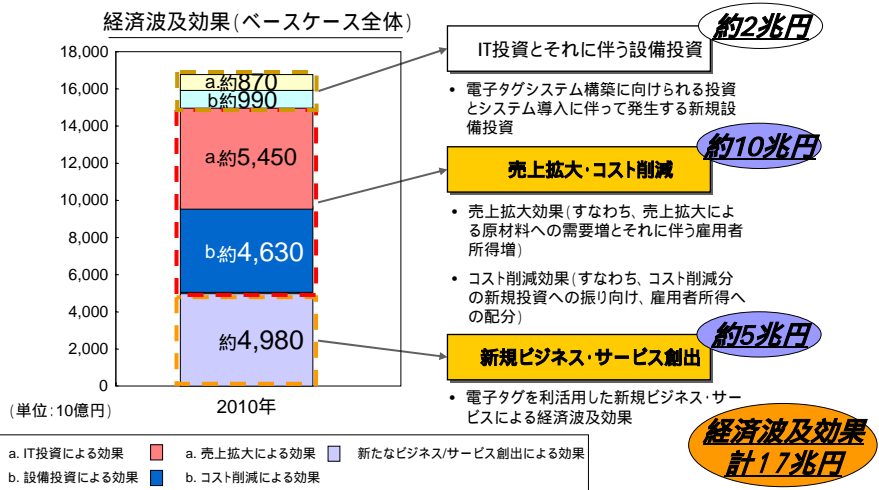 経済波及効果(ベースケース全体)
18,000
16,000
14,000
12,000
10,000
8,000
6,000
4,000
2,000
0
(単位:10億円)
2010年
a.約870
b約990
a.約5,450
b.約4,630
約4,980
約2兆円
IT投資とそれに伴う設備投資
• 電子タグシステム構築に向けられる投資
とシステム導入に伴って発生する新規設
備投資
約10兆円
売上拡大・コスト削減
• 売上拡大効果(すなわち、売上拡大によ
る原材料への需要増とそれに伴う雇用者
所得増)
• コスト削減効果(すなわち、コスト削減分
の新規投資への振り向け、雇用者所得へ
の配分)
約5兆円
新規ビジネス・サービス創出
• 電子タグを利活用した新規ビジネス・サー
ビスによる経済波及効果
経済波及効果
計17兆円
a. IT投資による効果 a. 売上拡大による効果 新たなビジネス/サービス創出による効果
b. 設備投資による効果 b. コスト削減による効果